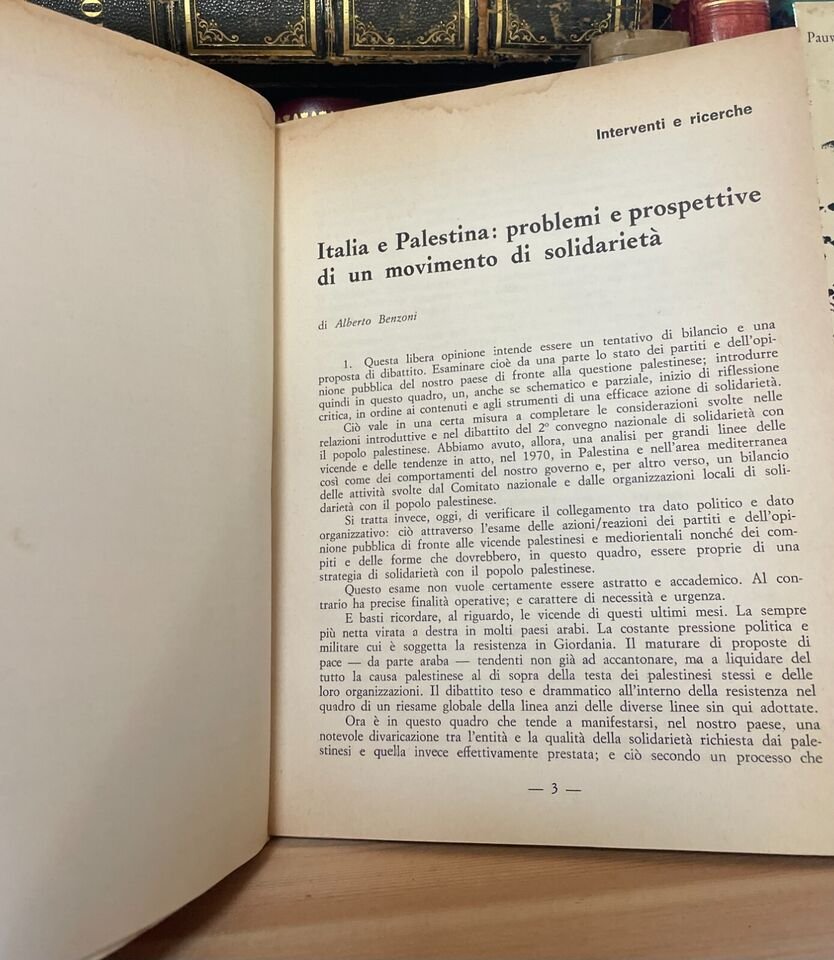 Pauw
Interventi e ricerche
Italia e Palestina: problemi e prospettive
di un movimento di solidarietà
di Alberto Benzoni
1. Questa libera opinione intende essere un tentativo di bilancio e una
proposta di dibattito. Esaminare cioè da una parte lo stato dei partiti e dell'opi-
nione pubblica del nostro paese di fronte alla questione palestinese; introdurre
quindi in questo quadro, un, anche se schematico e parziale, inizio di riflessione
critica, in ordine ai contenuti e agli strumenti di una efficace azione di solidarietà.
Ciò vale in una certa misura a completare le considerazioni svolte nelle
relazioni introduttive e nel dibattito del 2° convegno nazionale di solidarietà con
il popolo palestinese. Abbiamo avuto, allora, una analisi per grandi linee delle
vicende e delle tendenze in atto, nel 1970, in Palestina e nell'area mediterranea
così come dei comportamenti del nostro governo e, per altro verso, un bilancio
delle attività svolte dal Comitato nazionale e dalle organizzazioni locali di soli-
darietà con il popolo palestinese.
Si tratta invece, oggi, di verificare il collegamento tra dato politico e dato
organizzativo: ciò attraverso l'esame delle azioni/reazioni dei partiti e dell'opi-
nione pubblica di fronte alle vicende palestinesi e mediorientali nonché dei com-
piti e delle forme che dovrebbero, in questo quadro, essere proprie di una
strategia di solidarietà con il popolo palestinese.
Questo esame non vuole certamente essere astratto e accademico. Al con-
trario ha precise finalità operative; e carattere di necessità e urgenza.
E basti ricordare, al riguardo, le vicende di questi ultimi mesi. La sempre
più netta virata a destra in molti paesi arabi. La costante pressione politica e
militare cui è soggetta la resistenza in Giordania. Il maturare di proposte di
pace — da parte araba — tendenti non già ad accantonare, ma a liquidare del
tutto la causa palestinese al di sopra della testa dei palestinesi stessi e delle
loro organizzazioni. Il dibattito teso e drammatico all'interno della resistenza nel
quadro di un riesame globale della linea anzi delle diverse linee sin qui adottate.
Ora è in questo quadro che tende a manifestarsi, nel nostro paese, una
notevole divaricazione tra l'entità e la qualità della solidarietà richiesta dai pale-
stinesi e quella invece effettivamente prestata; e ciò secondo un processo che
— 3 —